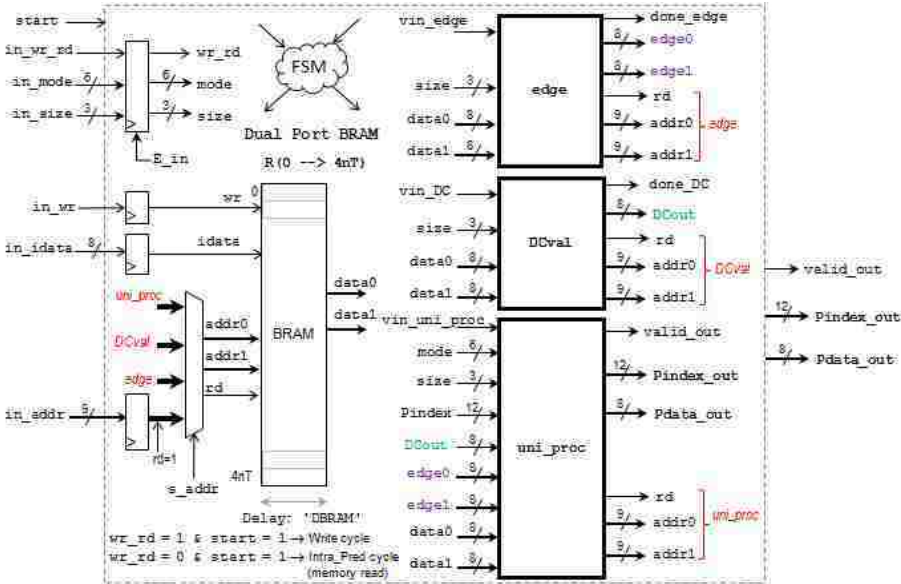 start
in_wr_rd
wr_rd
in_mode 6 6 mode
in_size 3 3 size
E_in
FSM
Dual Port BRAM
R(0 --> 4nT)
in_wr
wr 0
in_idata 8
idata
uni_proc
DCval
edge
in_addr 9
rd=1
s_addr
addr0
addr1
rd
BRAM
4nT
data0
data1
Delay: 'DBRAM'
wr_rd = 1 & start = 1 → Write cycle
wr_rd = 0 & start = 1 → Intra_Pred cycle
(memory read)
vin_edge
size 3
data0 8
data1 8
edge
done_edge
8 edge0
8 edge1
rd
9 addr0
9 addr1
edge
vin_DC
size 3
data0 8
data1 8
DCval
done_DC
8 DCout
rd
9 addr0
9 addr1
DCval
vin_uni_proc
mode 6
size 3
Pindex 12
DCout 8
edge0 8
edge1 8
data0 8
data1 8
uni_proc
valid_out
12 Pindex_out
8 Pdata_out
rd
9 addr0
9 addr1
uni_proc
valid_out
12 Pindex_out
8 Pdata_out